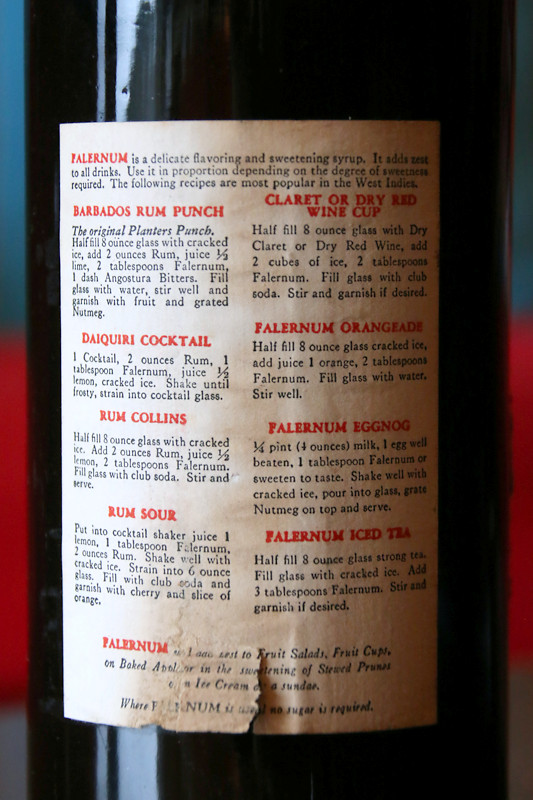 FALERNUM is a delicate flavoring and sweetening syrup. It adds zest
to all drinks. Use it in proportion depending on the degree of sweetness
required. The following recipes are most popular in the West Indies.
BARBADOS RUM PUNCH
The original Planters Punch.
Half fill 8 ounce glass with cracked
ice, add 2 ounces Rum, juice ½
lime, 2 tablespoons Falernum,
1 dash Angostura Bitters. Fill
glass with water, stir well and
garnish with fruit and grated
Nutmeg.
DAIQUIRI COCKTAIL
1 Cocktail, 2 ounces Rum, 1
tablespoon Falernum, juice ½
lemon, cracked ice. Shake until
frosty, strain into cocktail glass.
RUM COLLINS
Half fill 8 ounce glass with cracked
ice. Add 2 ounces Rum, juice ½
lemon, 2 tablespoons Falernum.
Fill glass with club soda. Stir and
serve.
RUM SOUR
Put into cocktail shaker juice 1
lemon, 1 tablespoon Falernum,
2 ounces Rum. Shake well with
cracked ice. Strain into 6 ounce
glass. Fill with club soda and
garnish with cherry and slice of
orange.
CLARET OR DRY RED
WINE CUP
Half fill 8 ounce glass with Dry
Claret or Dry Red Wine, add
2 cubes of ice, 2 tablespoons
Falernum. Fill glass with club
soda. Stir and garnish if desired.
FALERNUM ORANGEADE
Half fill 8 ounce glass cracked ice,
add juice 1 orange, 2 tablespoons
Falernum. Fill glass with water.
Stir well.
FALERNUM EGGNOG
¼ pint (4 ounces) milk, 1 egg well
beaten, 1 tablespoon Falernum or
sweeten to taste. Shake well with
cracked ice, pour into glass, grate
Nutmeg on top and serve.
FALERNUM ICED TEA
Half fill 8 ounce glass strong tea.
Fill glass with cracked ice. Add
3 tablespoons Falernum. Stir and
garnish if desired.
FALERNUM add zest to Fruit Salads, Fruit Cups,
on Baked or in the sweetening of Stewed Prunes
Ice Cream a sundae.
Where FALERNUM is used no sugar is required.